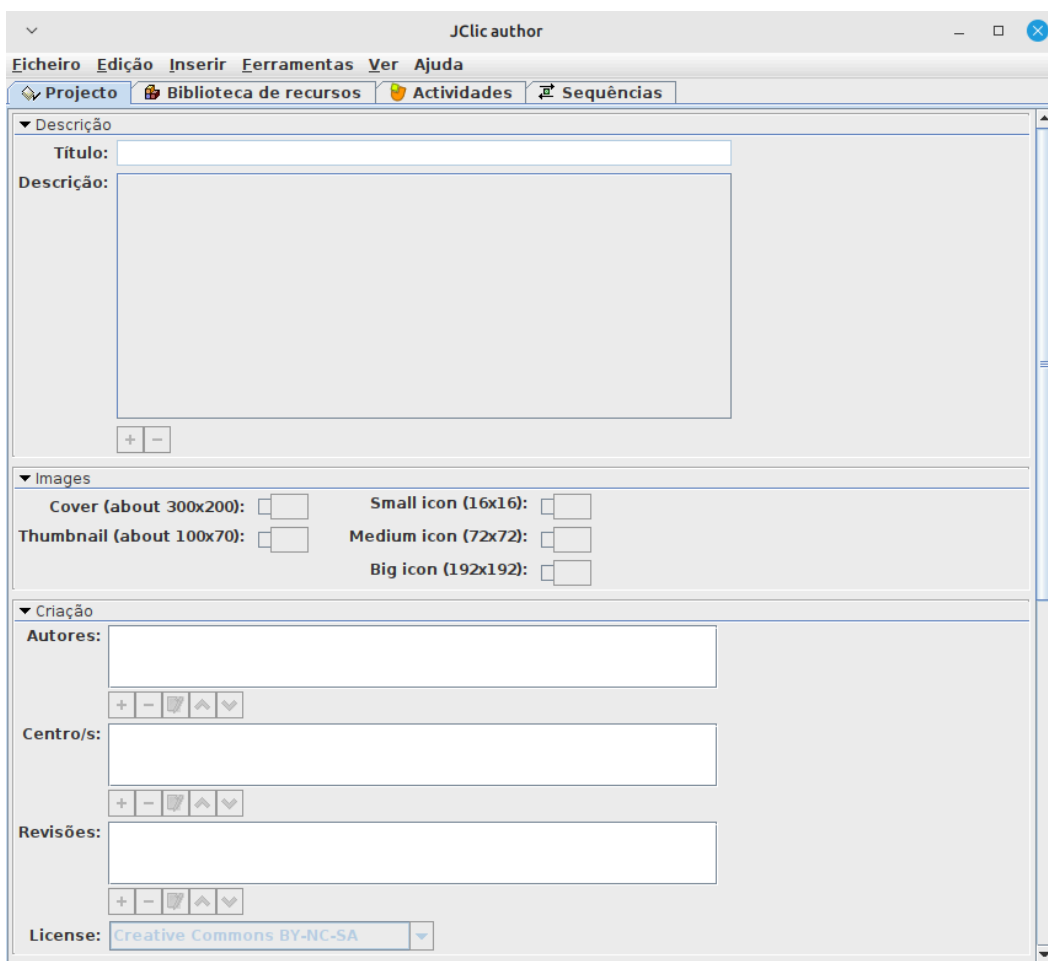 JClic author
Ficheiro Edição Inserir Ferramentas Ver Ajuda
Projecto Biblioteca de recursos Actividades Sequências
Descrição
Título:
Descrição:
Images
Cover (about 300x200): Small icon (16x16):
Thumbnail (about 100x70): Medium icon (72x72):
Big icon (192x192):
Criação
Autores:
Centro/s:
Revisões:
License: Creative Commons BY-NC-SA